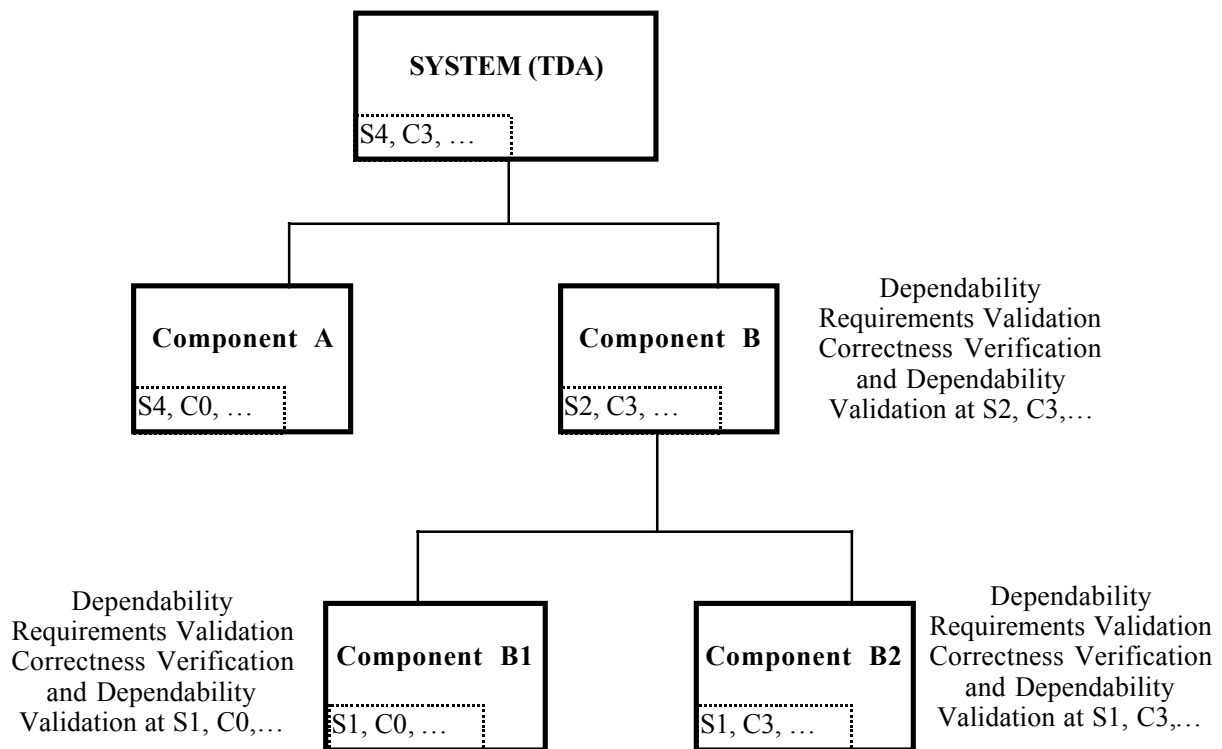 SYSTEM (TDA)
S4, C3, …
Component A
S4, C0, …
Component B
S2, C3, …
Dependability
Requirements Validation
Correctness Verification
and Dependability
Validation at S2, C3,…
Dependability
Requirements Validation
Correctness Verification
and Dependability
Validation at S1, C0,…
Component B1
S1, C0, …
Component B2
S1, C3, …
Dependability
Requirements Validation
Correctness Verification
and Dependability
Validation at S1, C3,…